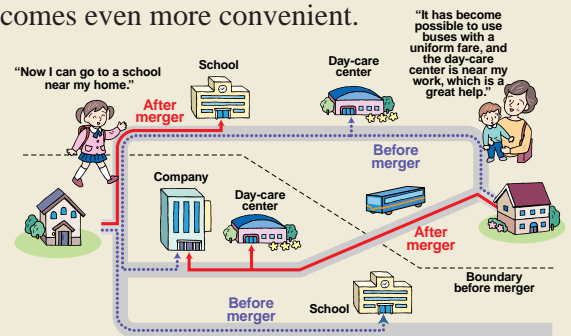 comes even more convenient.
"It has become
possible to use
buses with a
uniform fare, and
the day-care
center is near my
work, which is a
great help."
"Now I can go to a school
near my home."
School
Day-care
center
After
merger
Before
merger
Company
Day-care
center
After
merger
Boundary
before merger
Before
merger
School